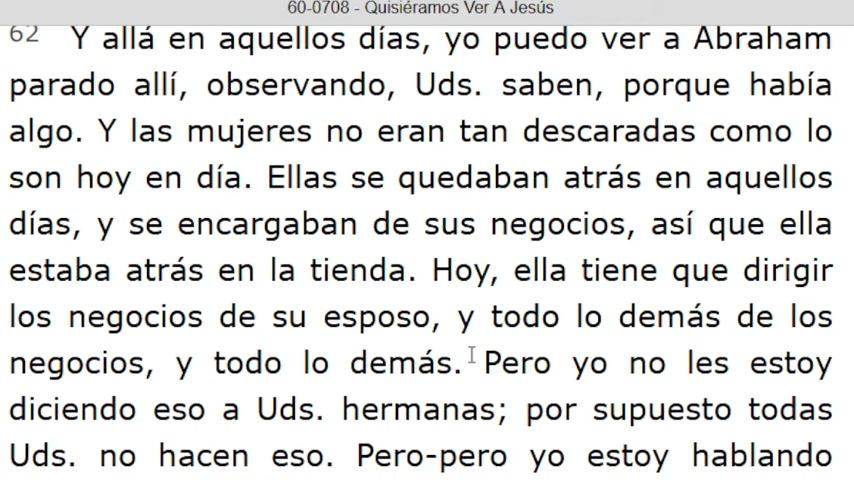 60-0708 - Quisiéramos Ver A Jesús
62 Y allá en aquellos días, yo puedo ver a Abraham
parado allí, observando, Uds. saben, porque había
algo. Y las mujeres no eran tan descaradas como lo
son hoy en día. Ellas se quedaban atrás en aquellos
días, y se encargaban de sus negocios, así que ella
estaba atrás en la tienda. Hoy, ella tiene que dirigir
los negocios de su esposo, y todo lo demás de los
negocios, y todo lo demás. Pero yo no les estoy
diciendo eso a Uds. hermanas; por supuesto todas
Uds. no hacen eso. Pero-pero yo estoy hablando